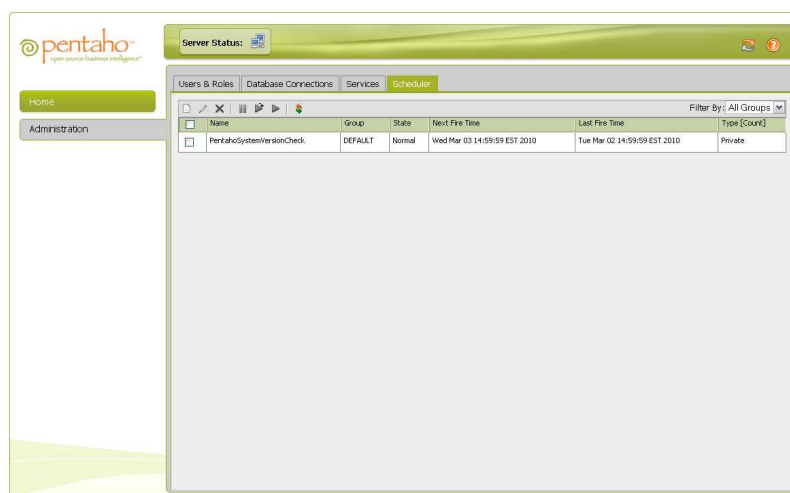 pentaho™
open source business intelligence™
Server Status:
Home
Administration
Users & Roles
Database Connections
Services
Scheduler
Filter By: All Groups
Name
Group
State
Next Fire Time
Last Fire Time
Type [Count]
PentahoSystemVersionCheck
DEFAULT
Normal
Wed Mar 03 14:59:59 EST 2010
Tue Mar 02 14:59:59 EST 2010
Private